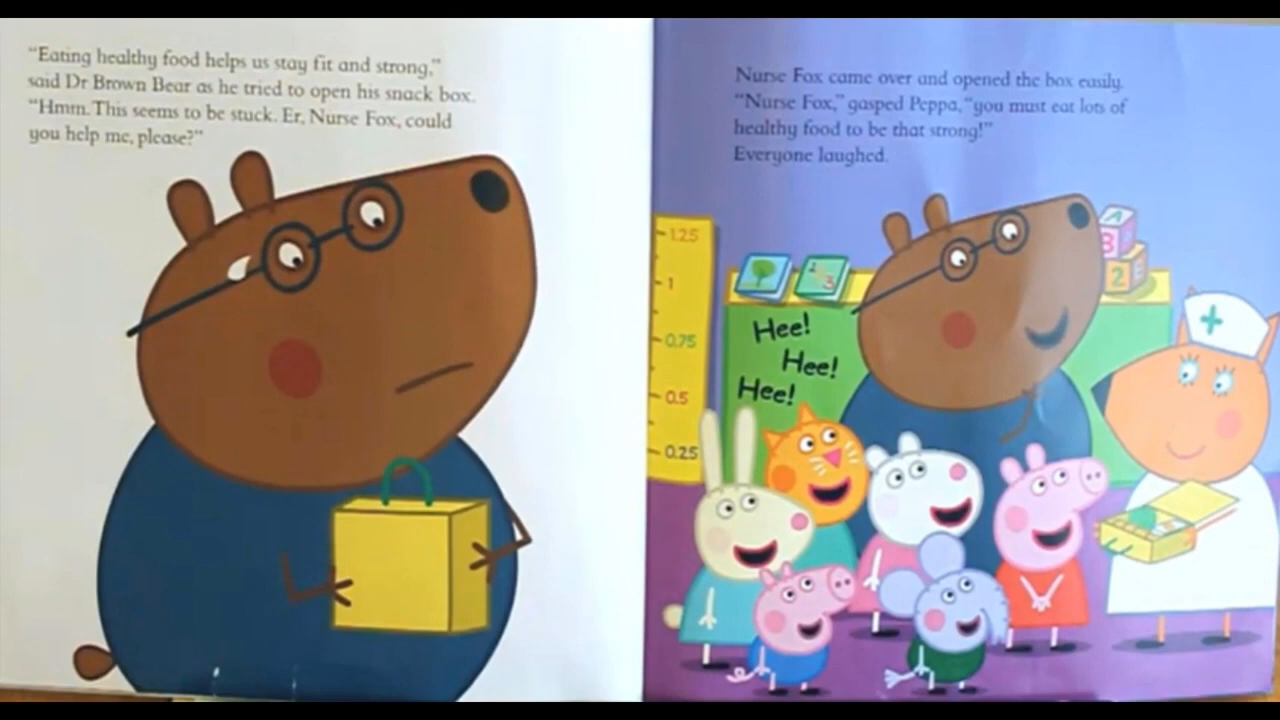 “Eating healthy food helps us stay fit and strong,”
said Dr Brown Bear as he tried to open his snack box.
“Hmm. This seems to be stuck. Er, Nurse Fox, could
you help me, please?”
Nurse Fox came over and opened the box easily.
“Nurse Fox,” gasped Peppa, “you must eat lots of
healthy food to be that strong!”
Everyone laughed.
1.25
1
0.75
0.5
0.25
1 2 3
Hee!
Hee!
Hee!
A
B
E
2